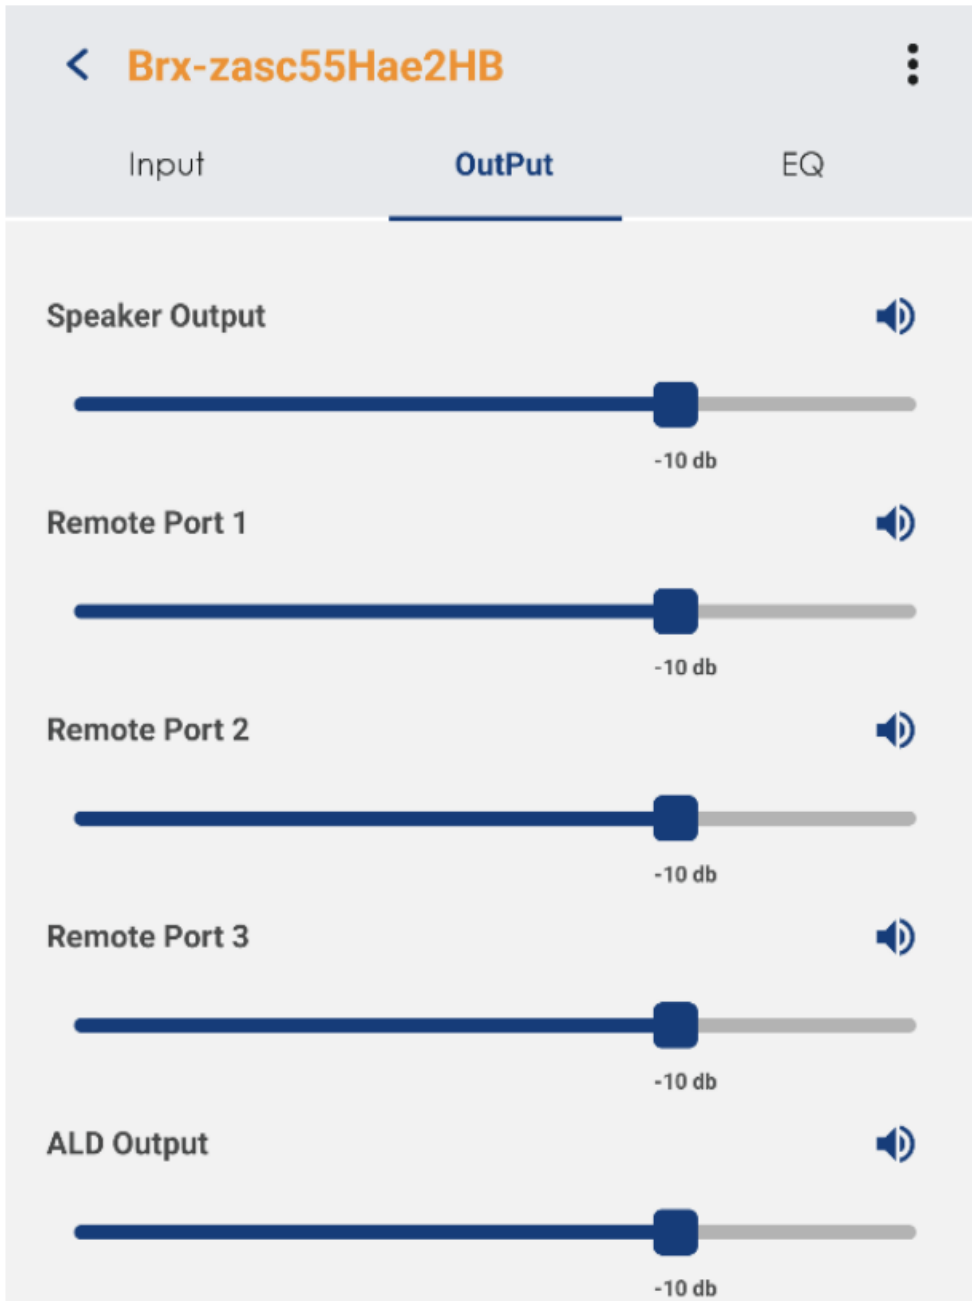 Brx-zasc55Hae2HB
Input OutPut EQ
Speaker Output
-10 db
Remote Port 1
-10 db
Remote Port 2
-10 db
Remote Port 3
-10 db
ALD Output
-10 db